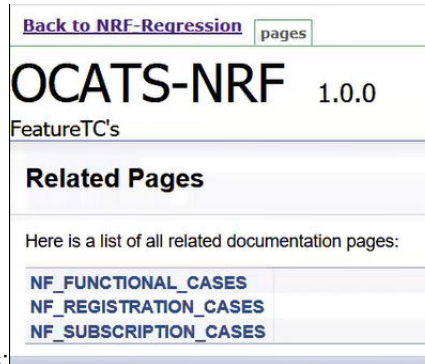 Back to NRF-Regression pages
OCATS-NRF 1.0.0
FeatureTC's
Related Pages
Here is a list of all related documentation pages:
NF_FUNCTIONAL_CASES
NF_REGISTRATION_CASES
NF_SUBSCRIPTION_CASES